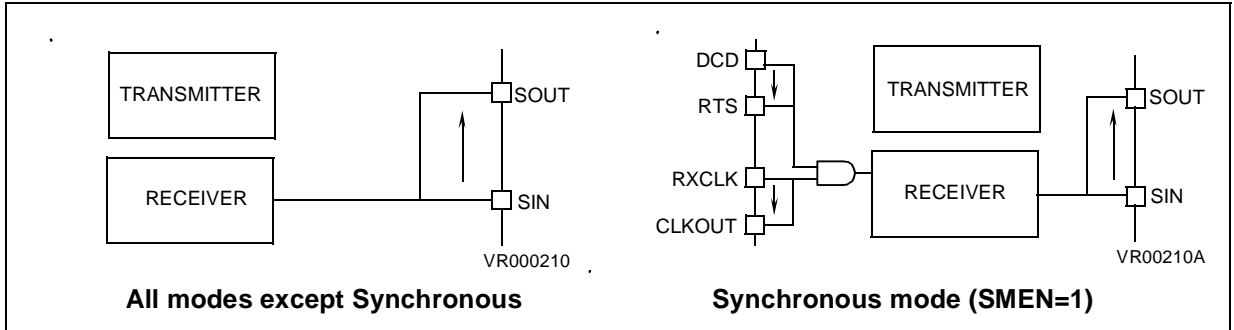 TRANSMITTER
SOUT
RECEIVER
SIN
VR000210
All modes except Synchronous
DCD
RTS
TRANSMITTER
SOUT
RXCLK
RECEIVER
SIN
CLKOUT
VR00210A
Synchronous mode (SMEN=1)